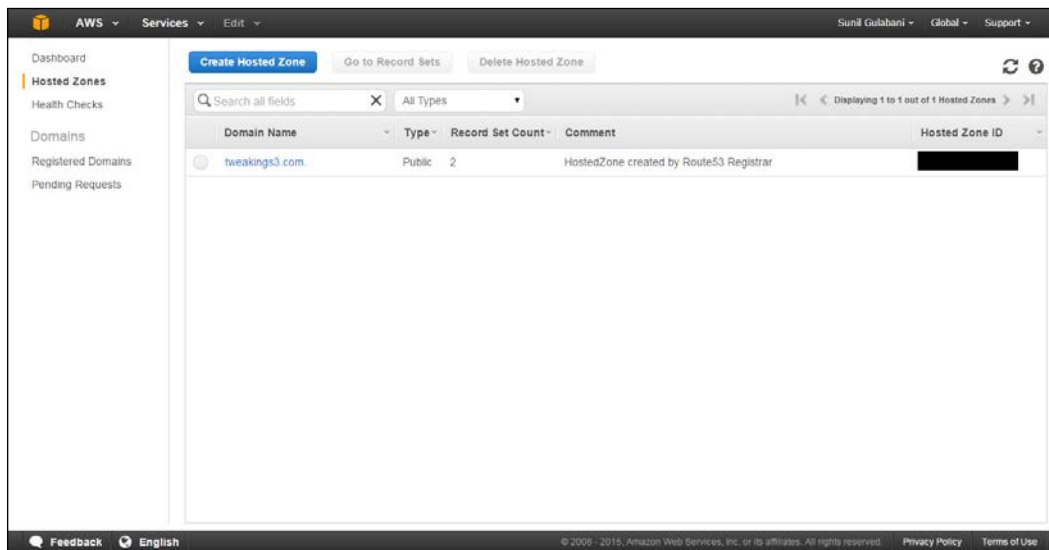 AWS Services Edit Sunil Gulabani Global Support
Dashboard
Hosted Zones
Health Checks
Domains
Registered Domains
Pending Requests
Create Hosted Zone Go to Record Sets Delete Hosted Zone
Search all fields All Types Displaying 1 to 1 out of 1 Hosted Zones
Domain Name Type Record Set Count Comment Hosted Zone ID
tweakings3.com. Public 2 HostedZone created by Route53 Registrar
Feedback English © 2008 - 2015, Amazon Web Services, Inc. or its affiliates. All rights reserved. Privacy Policy Terms of Use